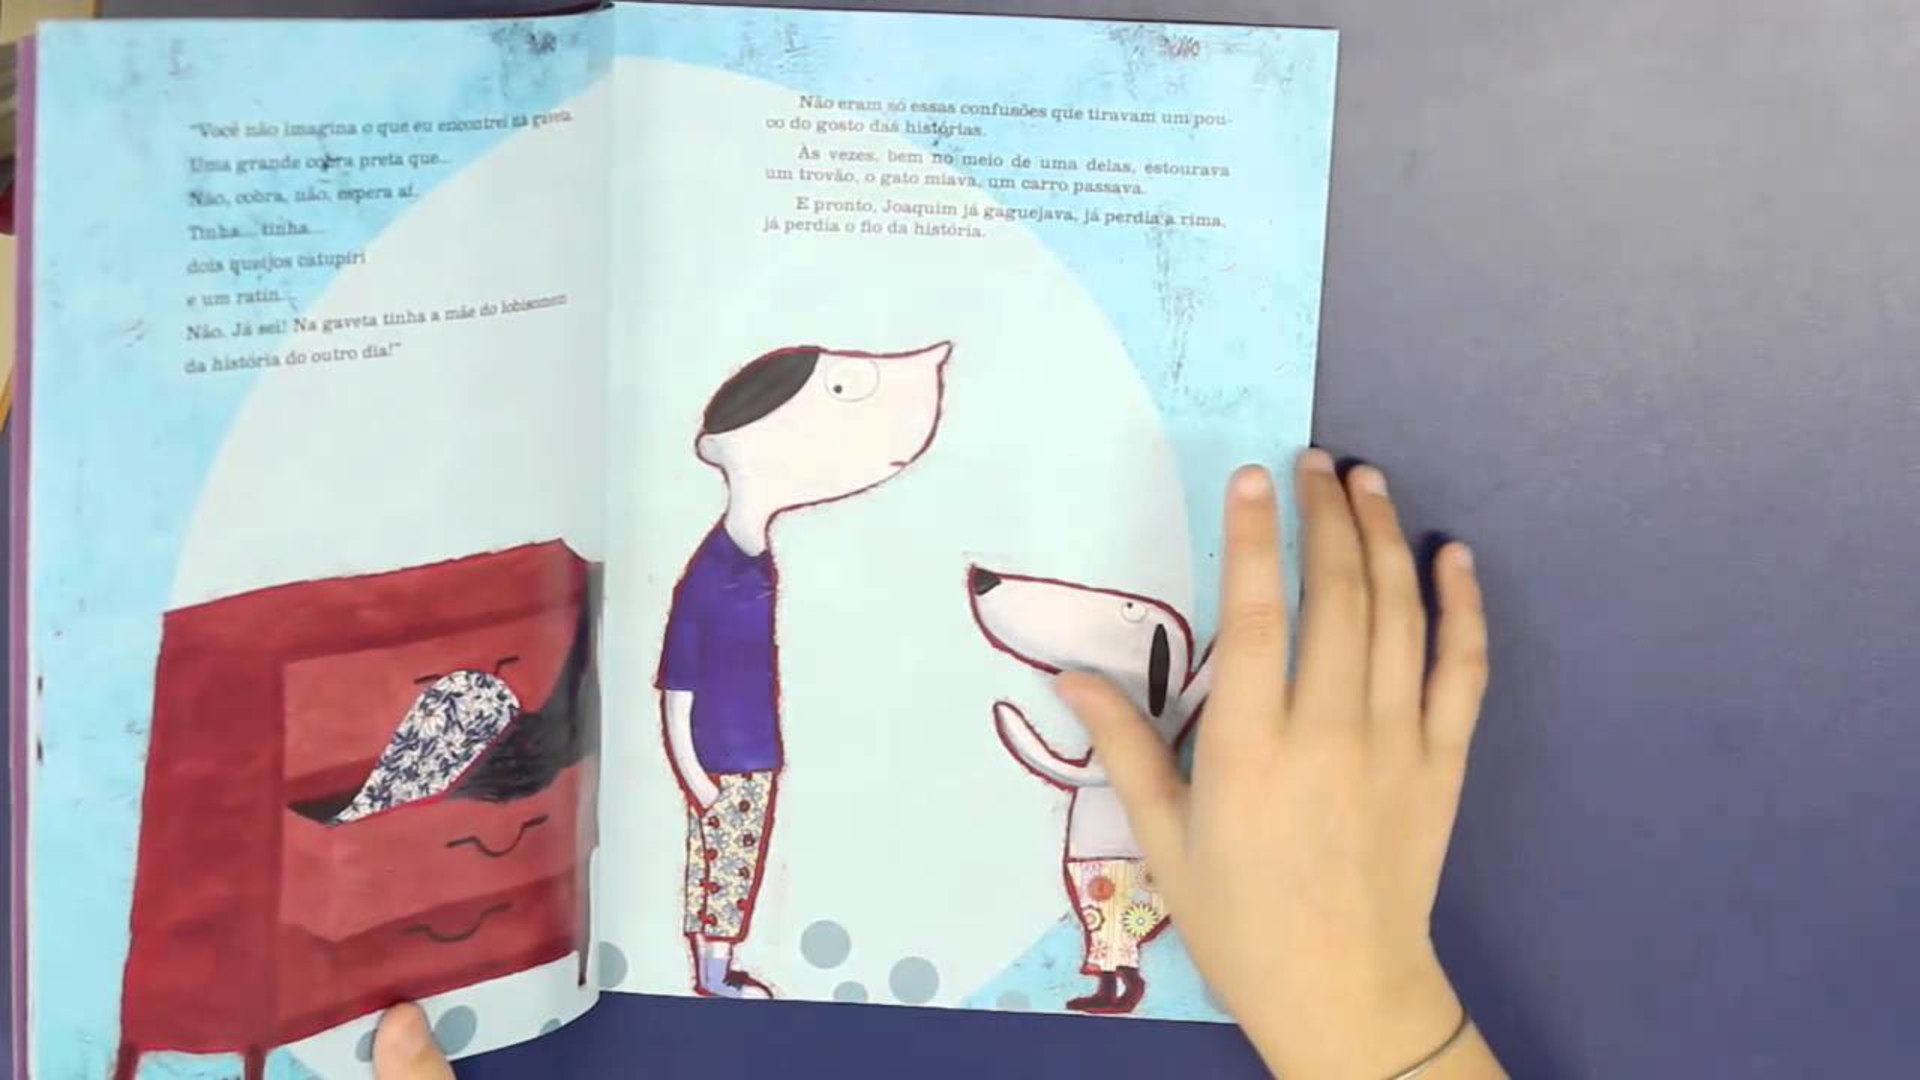 "Você não imagina o que eu encontrei na gaveta.
Uma grande cobra preta que...
Não, cobra, não, espera aí.
Tinha... tinha...
dois queijos catupiri
e um ratin...
Não. Já sei! Na gaveta tinha a mãe do lobisomem
da história do outro dia!"
Não eram só essas confusões que tiravam um pou-
co do gosto das histórias.
Às vezes, bem no meio de uma delas, estourava
um trovão, o gato miava, um carro passava.
E pronto, Joaquim já gaguejava, já perdia a rima,
já perdia o fio da história.